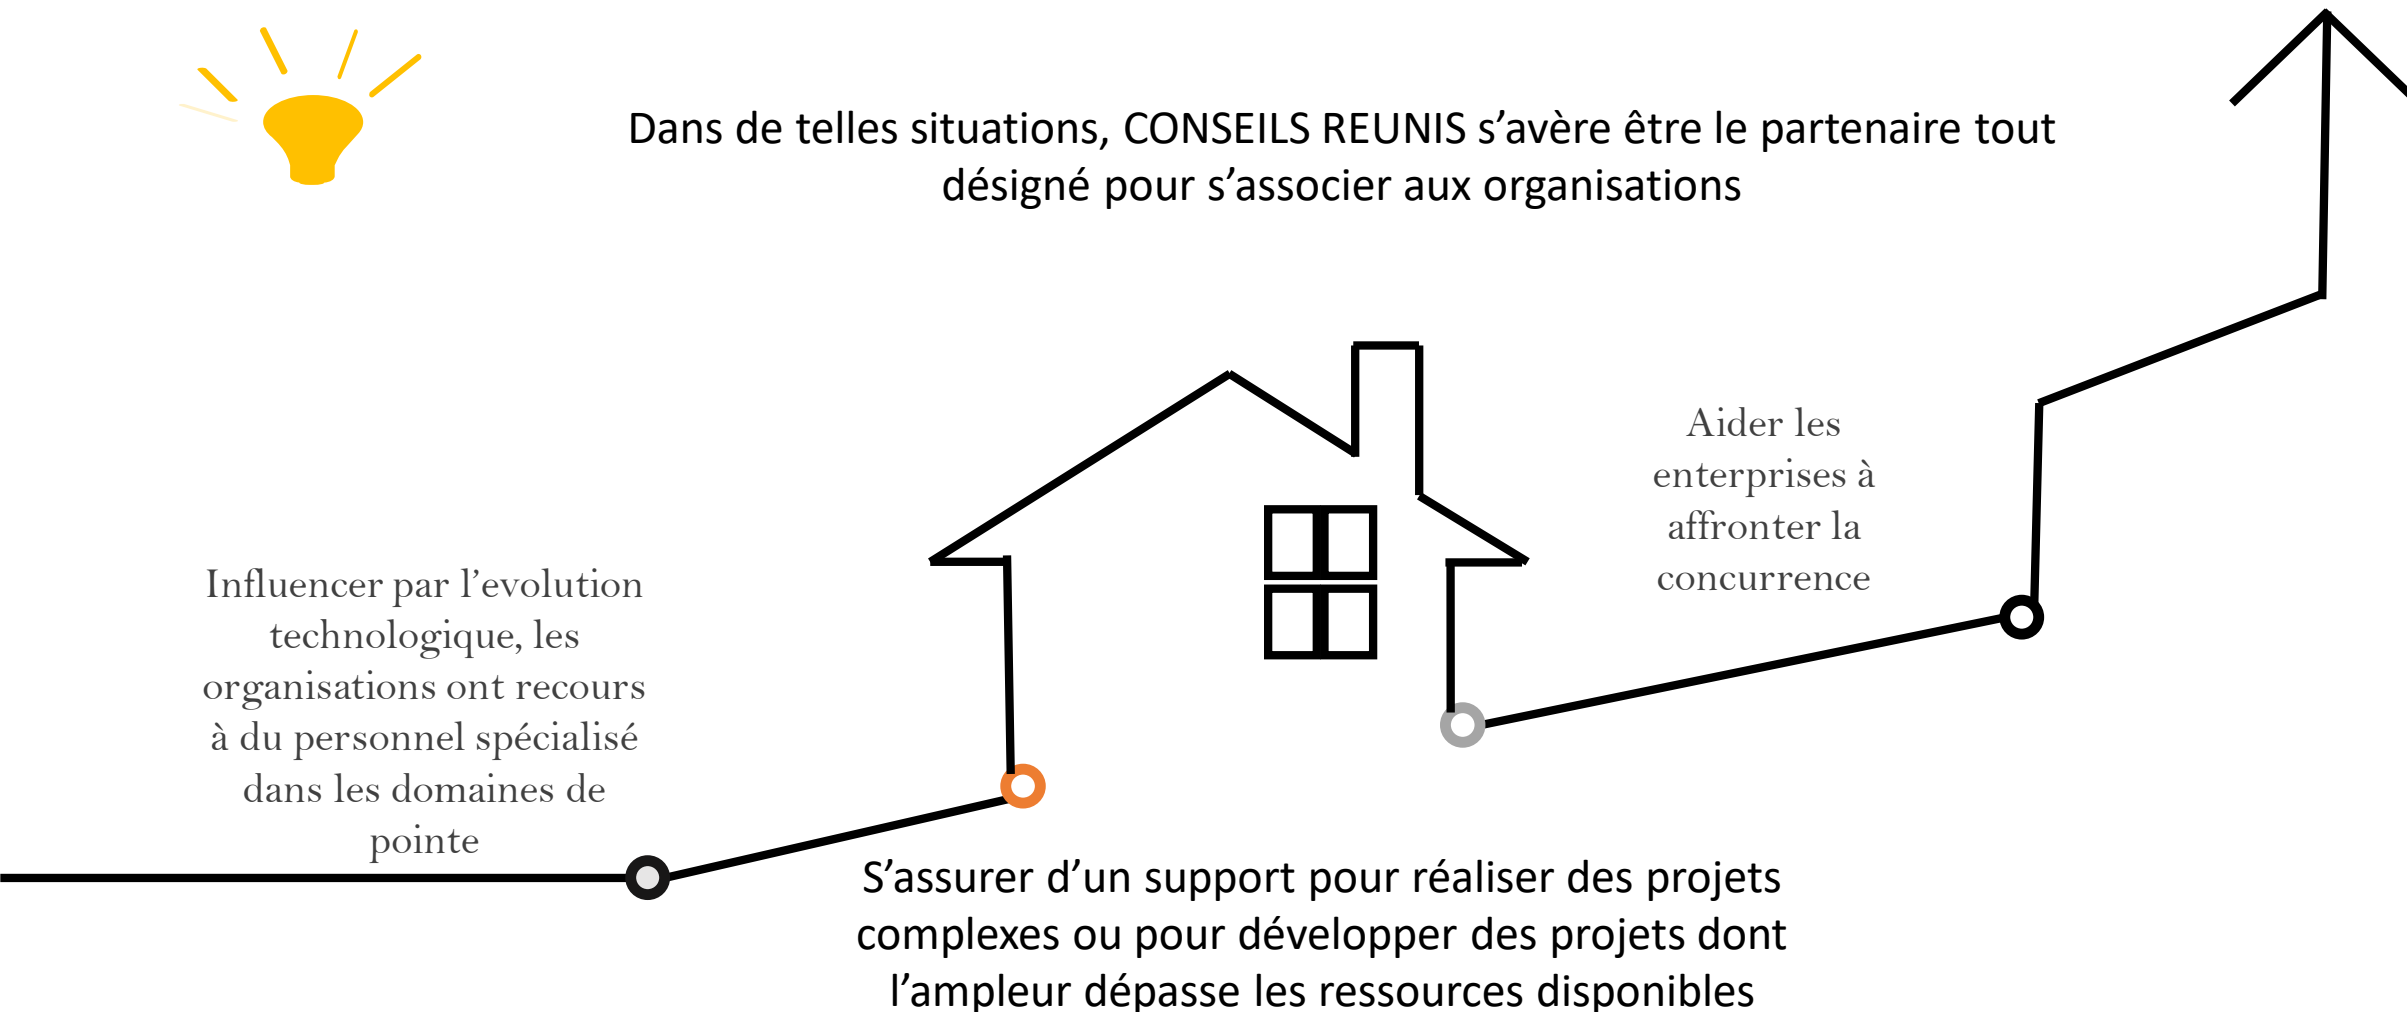 Dans de telles situations, CONSEILS REUNIS s’avère être le partenaire tout
désigné pour s’associer aux organisations
Influencer par l’evolution
technologique, les
organisations ont recours
à du personnel spécialisé
dans les domaines de
pointe
S’assurer d’un support pour réaliser des projets
complexes ou pour développer des projets dont
l’ampleur dépasse les ressources disponibles
Aider les
enterprises à
affronter la
concurrence